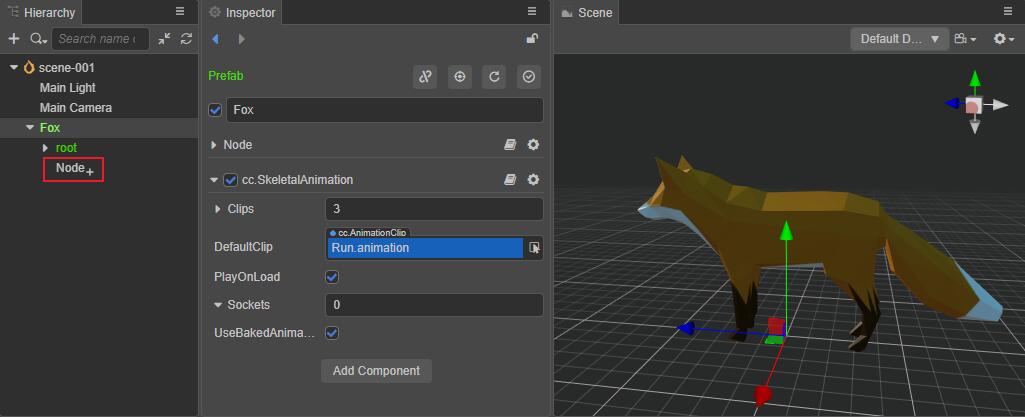 Hierarchy
Search name c
scene-001
Main Light
Main Camera
Fox
root
Node
Inspector
Prefab
Fox
Node
cc.SkeletalAnimation
Clips
3
DefaultClip
cc.AnimationClip
Run.animation
PlayOnLoad
Sockets
0
UseBakedAnima...
Add Component
Scene
Default D...